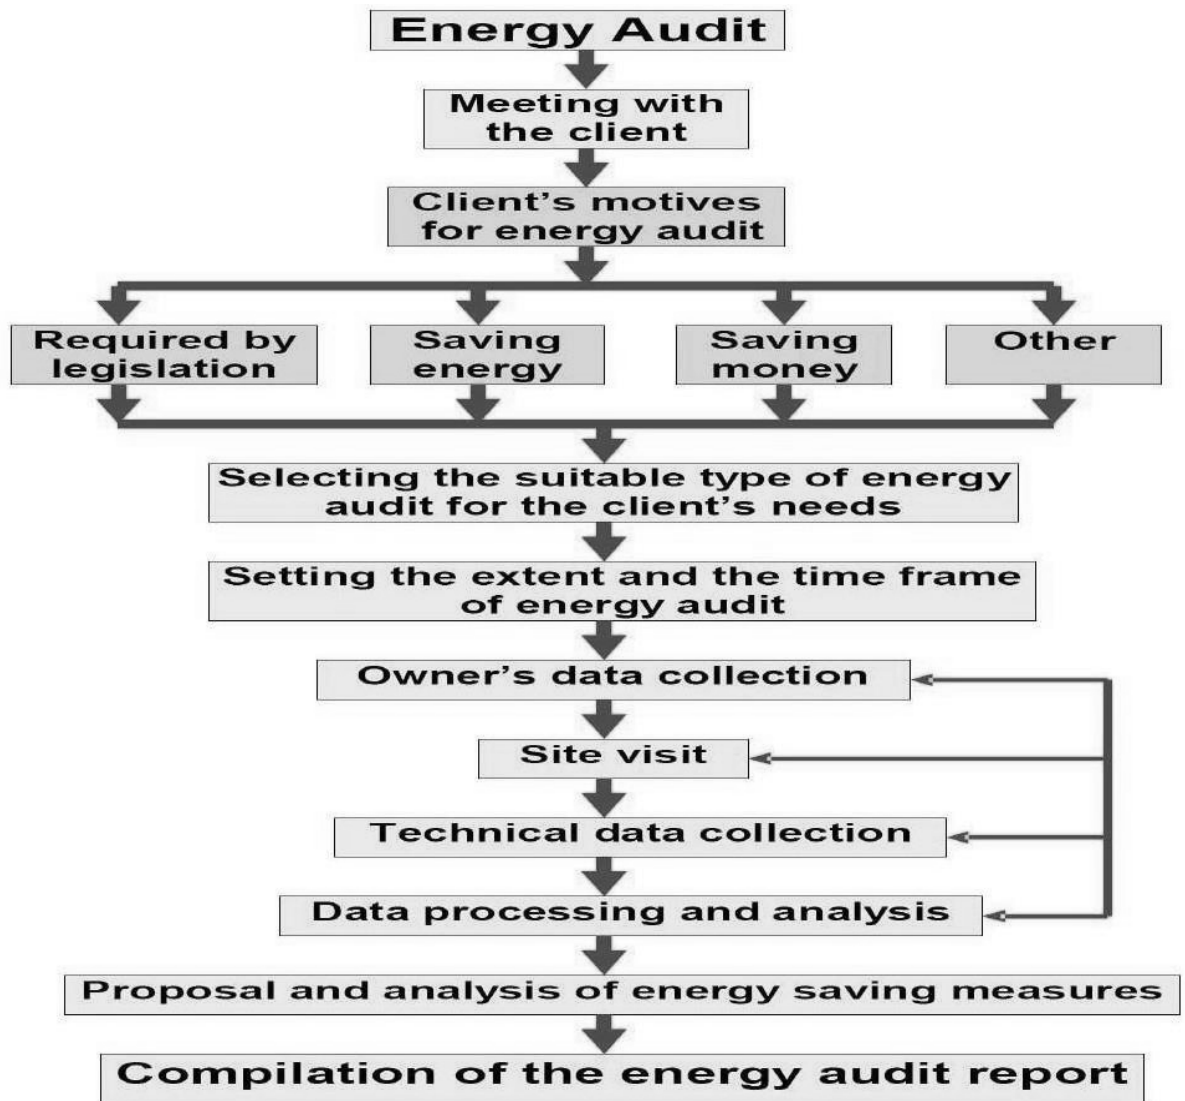 Energy Audit
Meeting with
the client
Client's motives
for energy audit
Required by
legislation
Saving
energy
Saving
money
Other
Selecting the suitable type of energy
audit for the client's needs
Setting the extent and the time frame
of energy audit
Owner's data collection
Site visit
Technical data collection
Data processing and analysis
Proposal and analysis of energy saving measures
Compilation of the energy audit report